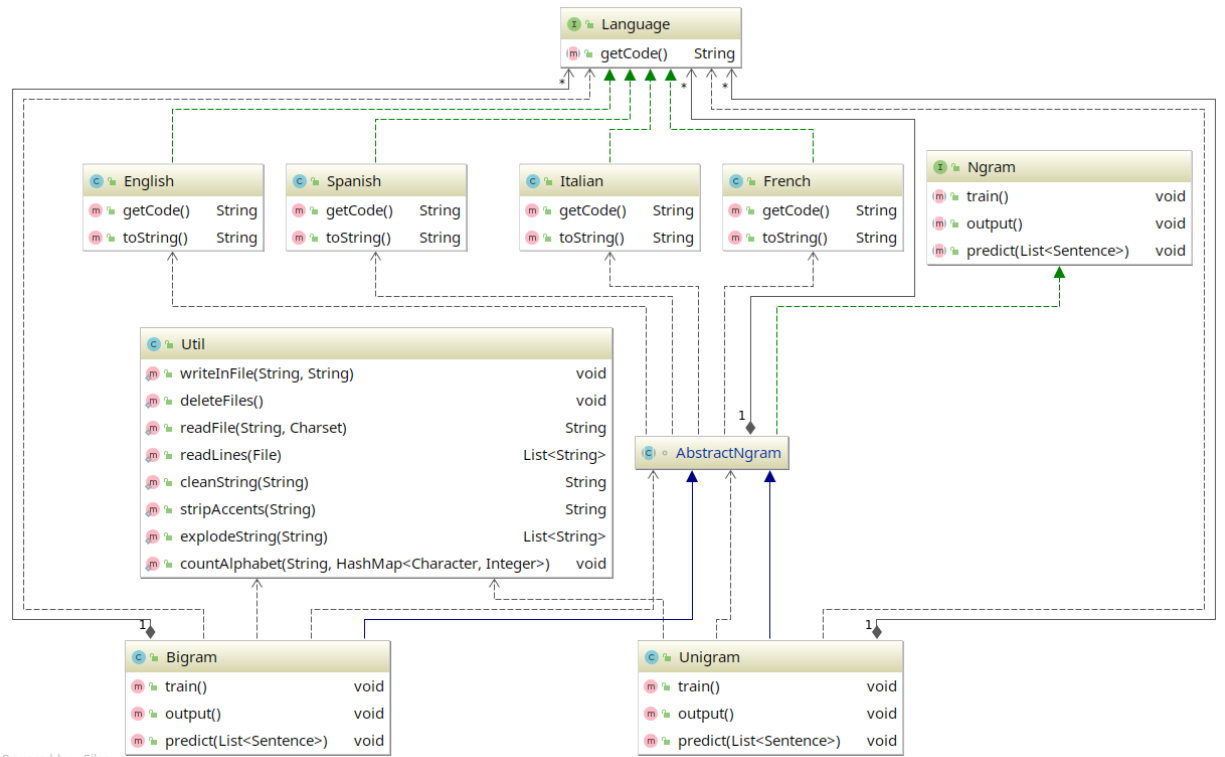 Language
getCode() String
* * *
English
getCode() String
toString() String
Spanish
getCode() String
toString() String
Italian
getCode() String
toString() String
French
getCode() String
toString() String
Ngram
train() void
output() void
predict(List<Sentence>) void
Util
writeInFile(String, String) void
deleteFiles() void
readFile(String, Charset) String
readLines(File) List<String>
cleanString(String) String
stripAccents(String) String
explodeString(String) List<String>
countAlphabet(String, HashMap<Character, Integer>) void
1
AbstractNgram
1
Bigram
train() void
output() void
predict(List<Sentence>) void
1
Unigram
train() void
output() void
predict(List<Sentence>) void